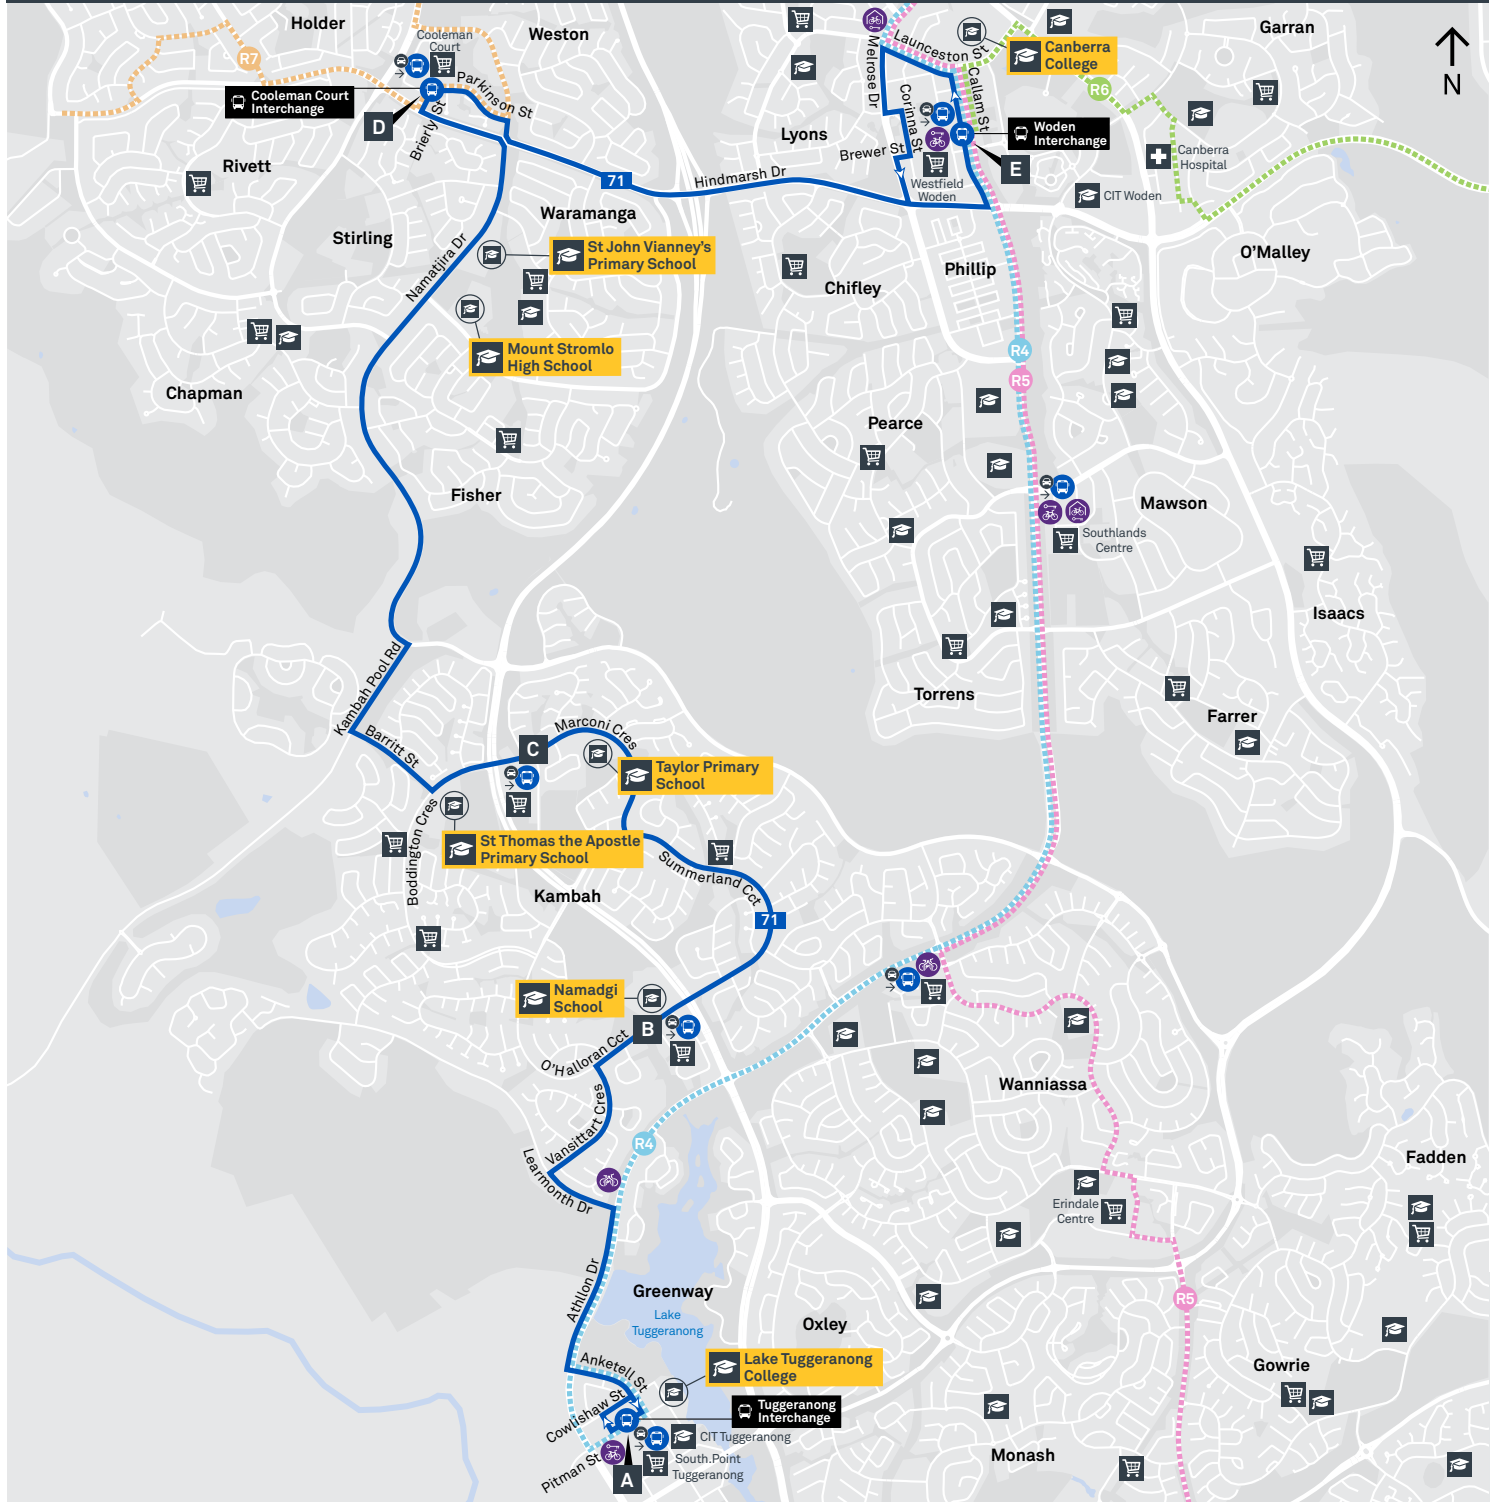 Holder
Weston
Garran
Cooleman
Court
R7
Parkinson St
Cooleman Court
Interchange
D
Brierly St
Launceston St
Melrose Dr
Callam St
Corinna St
Canberra
College
R6
N
Lyons
Brewer St
Woden
Interchange
E
Westfield
Woden
Canberra
Hospital
CIT Woden
Rivett
71
Hindmarsh Dr
Waramanga
Stirling
Namatjira Dr
St John Vianney's
Primary School
Phillip
O'Malley
Chifley
Mount Stromlo
High School
R4
R5
Chapman
Pearce
Fisher
Mawson
Southlands
Centre
Isaacs
Kambah Pool Rd
Torrens
Farrer
Barritt St
C
Marconi Cres
Taylor Primary
School
Boddington Cres
St Thomas the Apostle
Primary School
Summerland Cct
Kambah
71
Namadgi
School
B
O'Halloran Cct
Vansittart Cres
Wanniassa
R4
Learmonth Dr
Fadden
Erindale
Centre
Athllon Dr
Greenway
R5
Lake
Tuggeranong
Oxley
Anketell St
Lake Tuggeranong
College
Gowrie
Cowlishaw St
Tuggeranong
Interchange
CIT Tuggeranong
Pitman St
A
South.Point
Tuggeranong
Monash